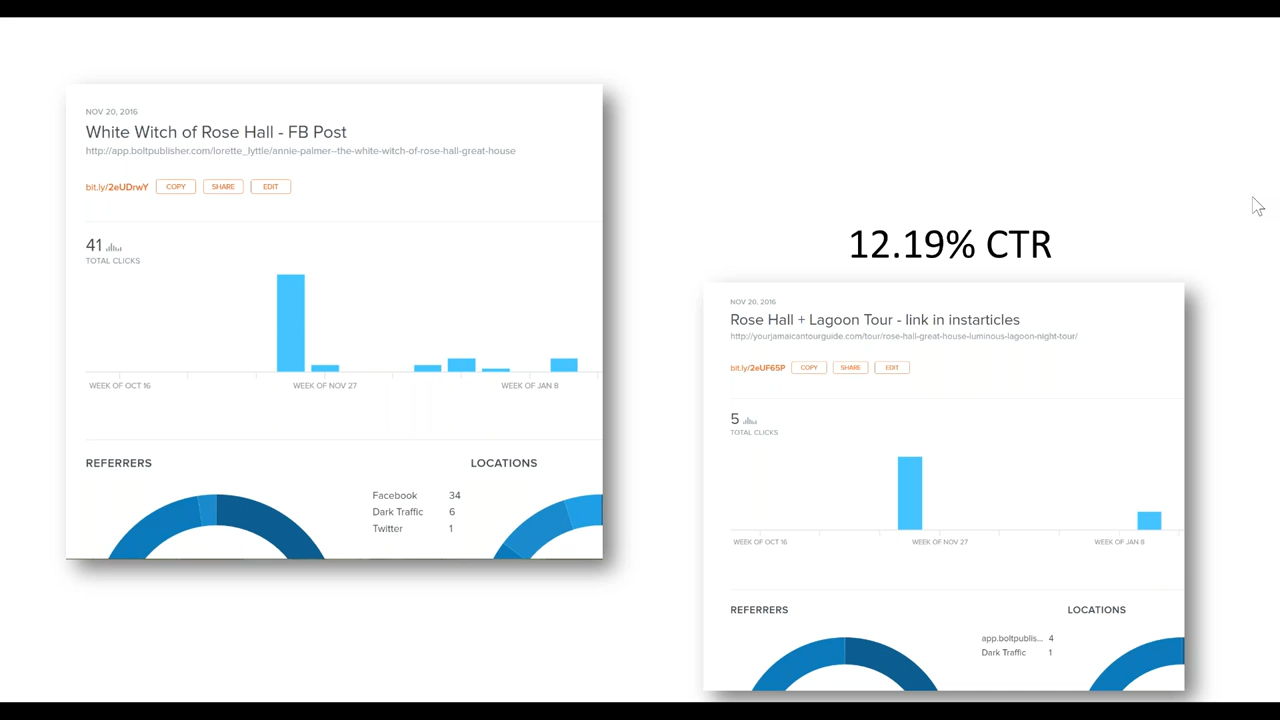 NOV 20, 2016
White Witch of Rose Hall - FB Post
http://app.boltpublisher.com/lorette_lyttle/annie-palmer--the-white-witch-of-rose-hall-great-house
bit.ly/2eUDrwY COPY SHARE EDIT
41
TOTAL CLICKS
WEEK OF OCT 16 WEEK OF NOV 27 WEEK OF JAN 8
REFERRERS LOCATIONS
Facebook 34
Dark Traffic 6
Twitter 1
12.19% CTR
NOV 20, 2016
Rose Hall + Lagoon Tour - link in instarticles
http://yourjamaicantourguide.com/tour/rose-hall-great-house-luminous-lagoon-night-tour/
bit.ly/2eUF65P COPY SHARE EDIT
5
TOTAL CLICKS
WEEK OF OCT 16 WEEK OF NOV 27 WEEK OF JAN 8
REFERRERS LOCATIONS
app.boltpublis... 4
Dark Traffic 1